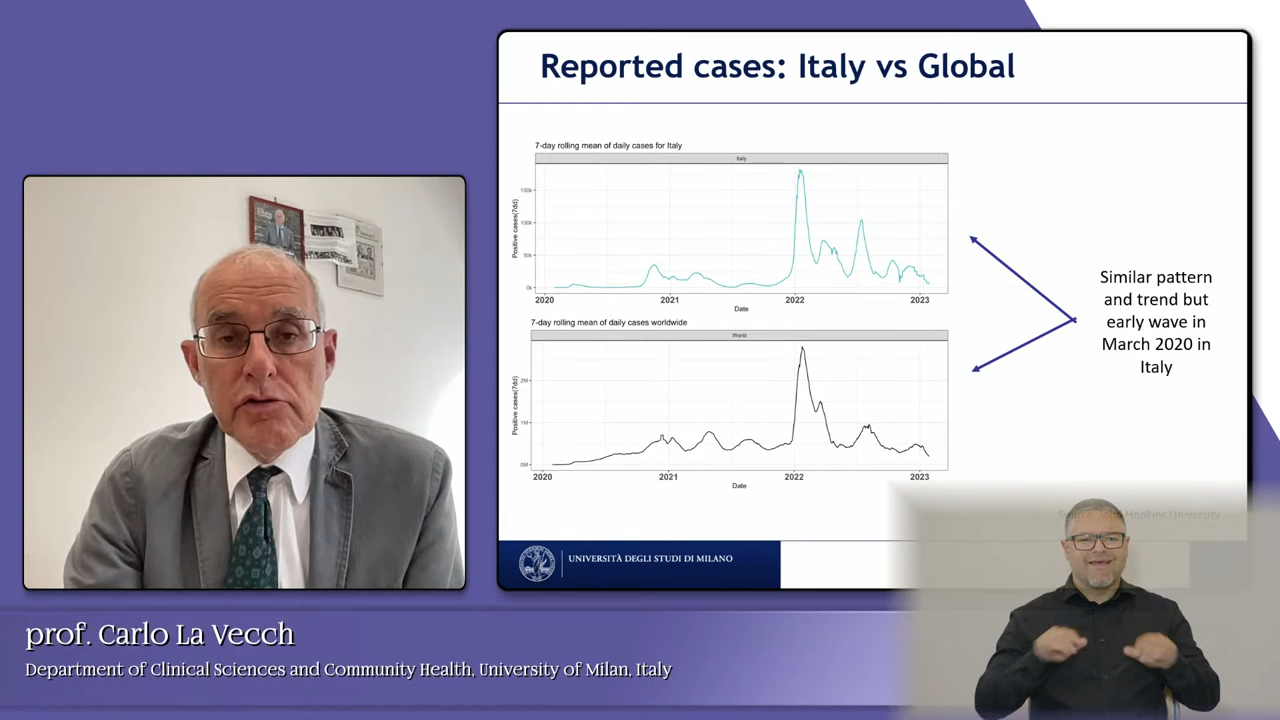 Reported cases: Italy vs Global
7-day rolling mean of daily cases for Italy
Italy
Positive cases(7dd)
150k
100k
50k
0k
2020 2021 2022 2023
Date
7-day rolling mean of daily cases worldwide
World
Positive cases(7dd)
2M
1M
0M
2020 2021 2022 2023
Date
Similar pattern
and trend but
early wave in
March 2020 in
Italy
Hopkins University
UNIVERSITÀ DEGLI STUDI DI MILANO
prof. Carlo La Vecch
Department of Clinical Sciences and Community Health, University of Milan, Italy